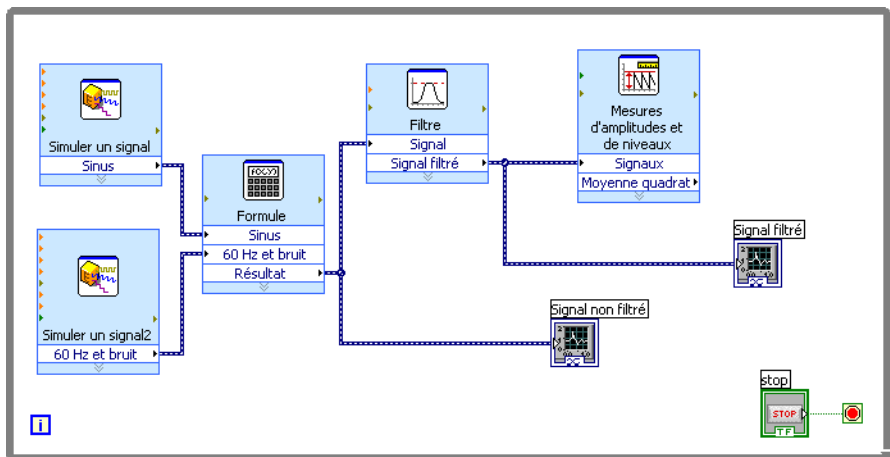 Simuler un signal
Sinus
Simuler un signal2
60 Hz et bruit
f(x,y)
Formule
Sinus
60 Hz et bruit
Résultat
Filtre
Signal
Signal filtré
Mesures
d'amplitudes et
de niveaux
Signaux
Moyenne quadrat
Signal filtré
Signal non filtré
stop
STOP
TF
i